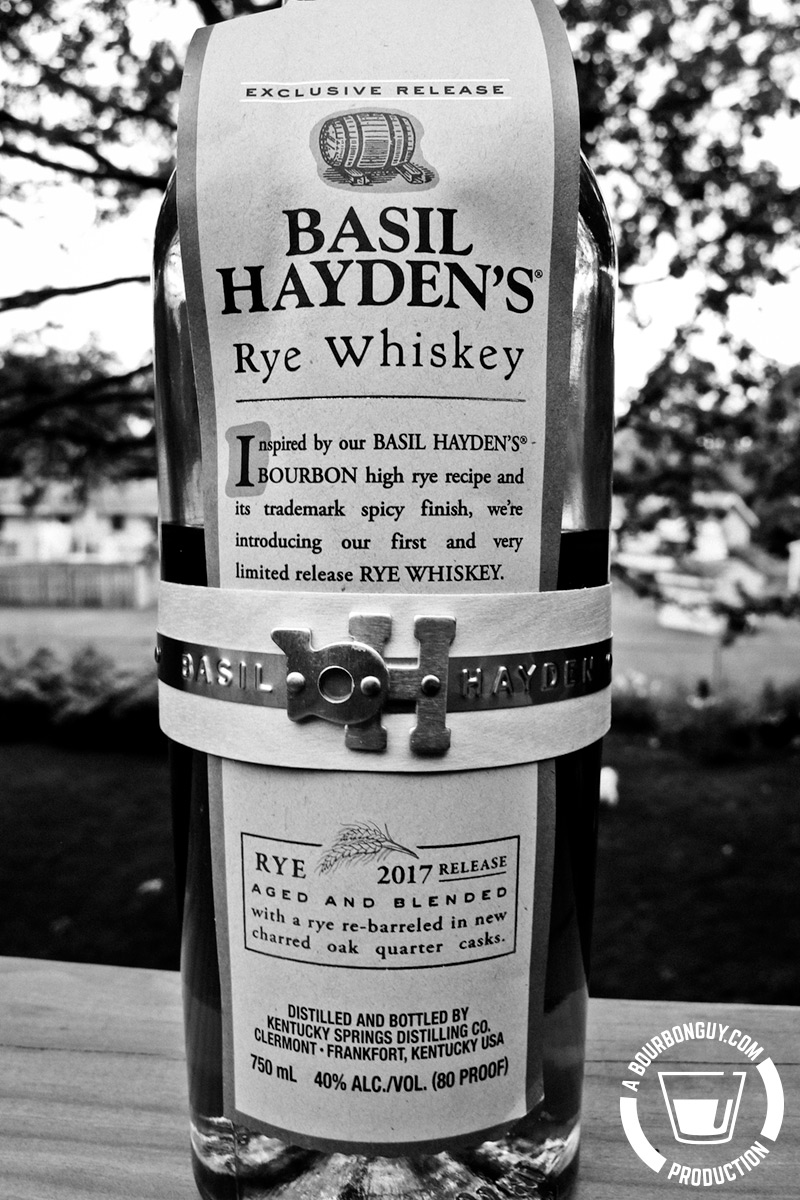 EXCLUSIVE RELEASE
BASIL
HAYDEN'S®
Rye Whiskey
Inspired by our BASIL HAYDEN'S®
BOURBON high rye recipe and
its trademark spicy finish, we're
introducing our first and very
limited release RYE WHISKEY.
BASIL BH HAYDEN
RYE 2017 RELEASE
AGED AND BLENDED
with a rye re-barreled in new
charred oak quarter casks.
DISTILLED AND BOTTLED BY
KENTUCKY SPRINGS DISTILLING CO.
CLERMONT · FRANKFORT, KENTUCKY USA
750 mL 40% ALC./VOL. (80 PROOF)
A BOURBONGUY.COM
PRODUCTION